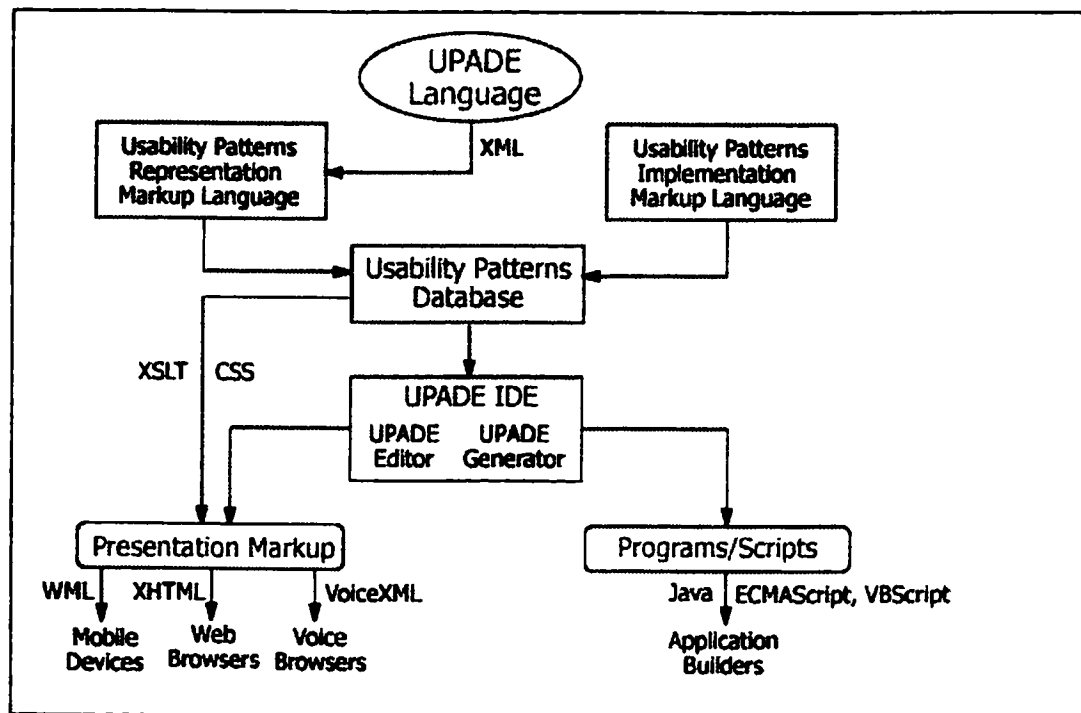 UPADE
Language
XML
Usability Patterns
Representation
Markup Language
Usability Patterns
Implementation
Markup Language
Usability Patterns
Database
XSLT CSS
UPADE IDE
UPADE
Editor
UPADE
Generator
Presentation Markup
Programs/Scripts
WML XHTML VoiceXML
Mobile
Devices
Web
Browsers
Voice
Browsers
Java ECMAScript, VBScript
Application
Builders